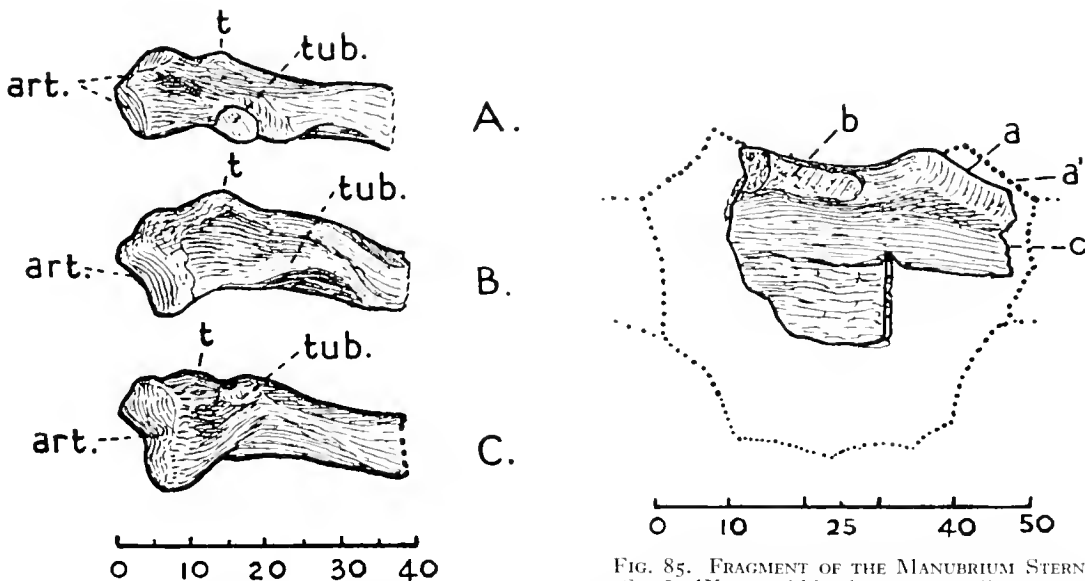 t
tub.
art.
A.
t
tub.
art.
B.
t
tub.
art.
C.
0 10 20 30 40
b
a
a'
c
0 10 25 40 50
FIG. 85. FRAGMENT OF THE MANUBRIUM STERN